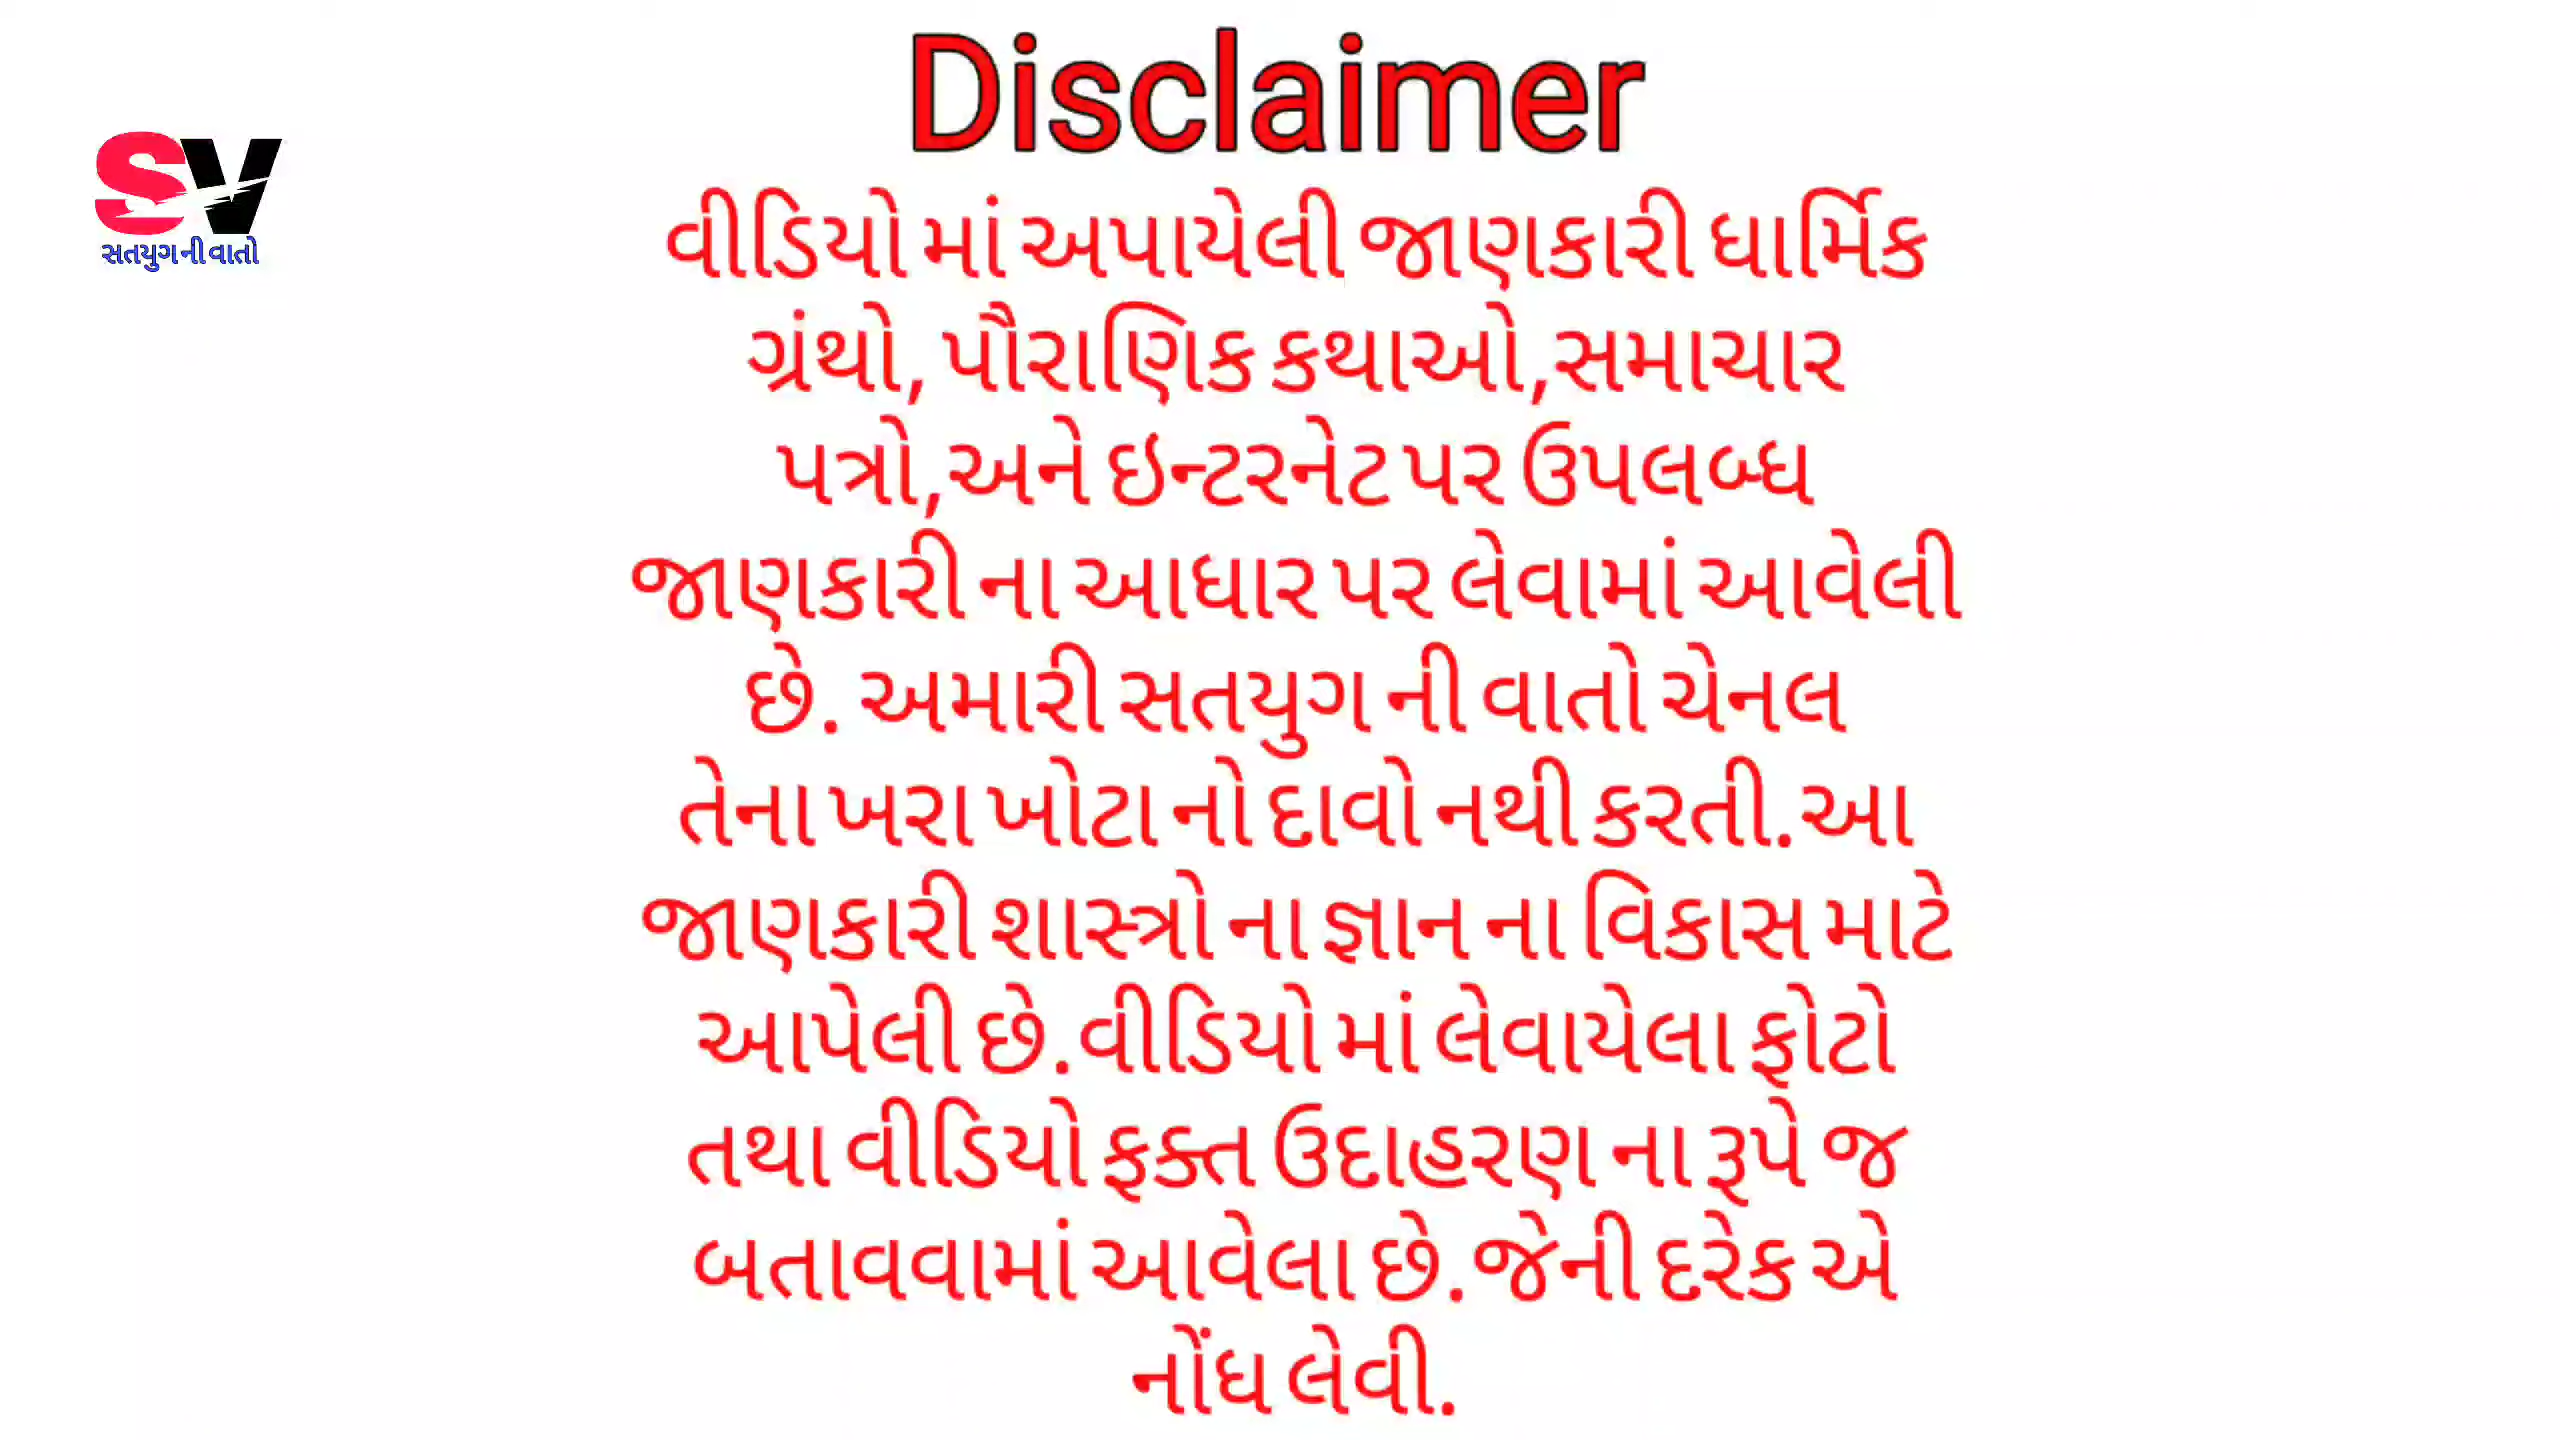 Disclaimer
SV
સતયુગ ની વાતો
વીડિયો માં અપાયેલી જાણકારી ધાર્મિક
ગ્રંથો, પૌરાણિક કથાઓ,સમાચાર
પત્રો,અને ઇન્ટરનેટ પર ઉપલબ્ધ
જાણકારી ના આધાર પર લેવામાં આવેલી
છે. અમારી સતયુગ ની વાતો ચેનલ
તેના ખરા ખોટા નો દાવો નથી કરતી.આ
જાણકારી શાસ્ત્રો ના જ્ઞાન ના વિકાસ માટે
આપેલી છે.વીડિયો માં લેવાયેલા ફોટો
તથા વીડિયો ફક્ત ઉદાહરણ ના રૂપે જ
બતાવવામાં આવેલા છે.જેની દરેક એ
નોંધ લેવી.